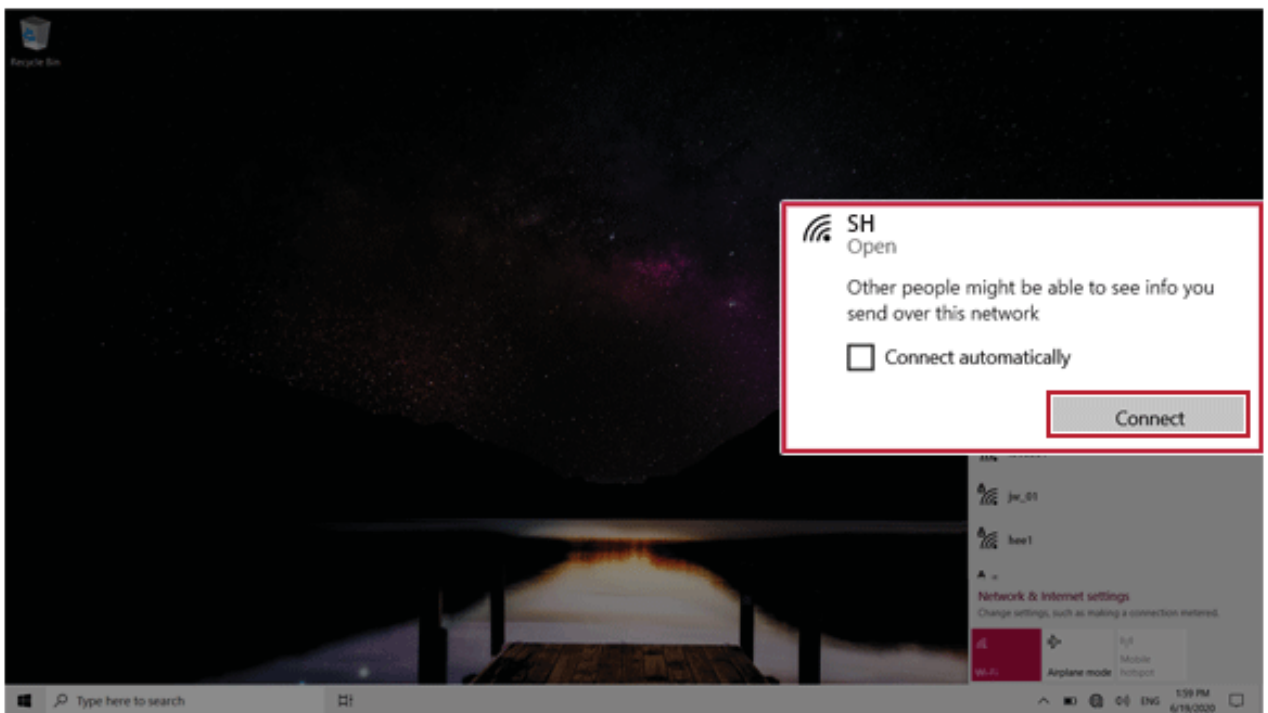 Recycle Bin
SH
Open
Other people might be able to see info you
send over this network
Connect automatically
Connect
jw_01
hee1
Network & Internet settings
Change settings, such as making a connection metered.
Wi-Fi
Airplane mode
Mobile
hotspot
Type here to search
ENG
1:59 PM
6/19/2020